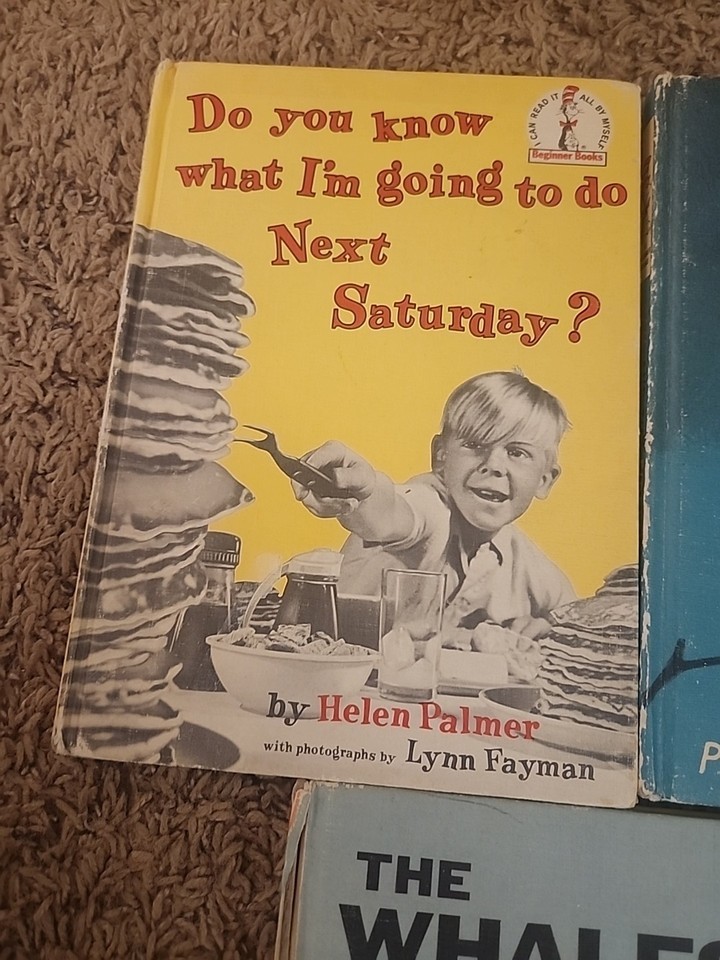 Do you know
what I'm going to do
Next
Saturday?
I CAN READ IT ALL BY MYSELF
Beginner Books
by Helen Palmer
with photographs by Lynn Fayman
P
THE